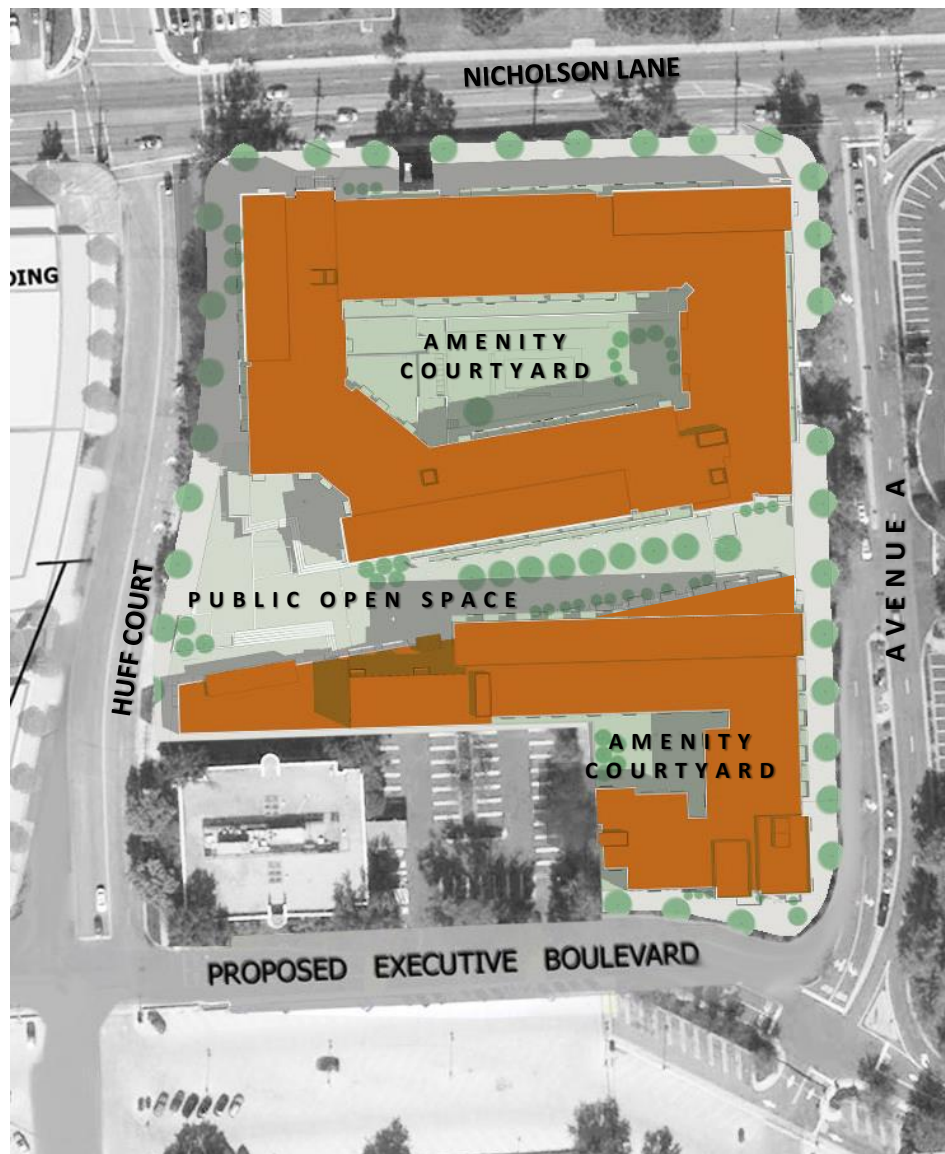 NICHOLSON LANE
DING
AMENITY
COURTYARD
AVENUE A
HUFF COURT
PUBLIC OPEN SPACE
AMENITY
COURTYARD
PROPOSED EXECUTIVE BOULEVARD